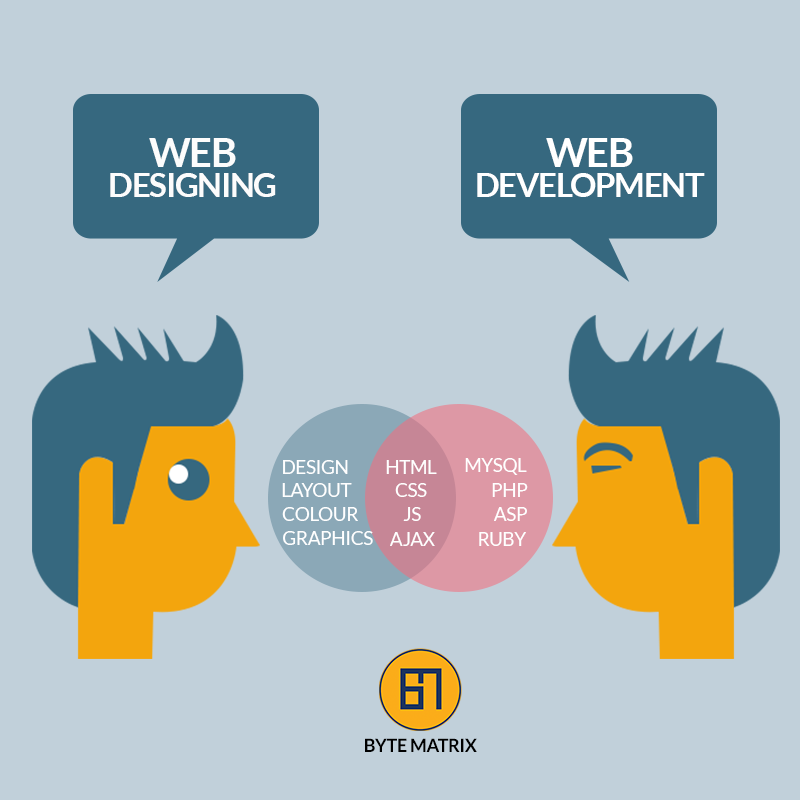 WEB
DESIGNING
WEB
DEVELOPMENT
DESIGN
LAYOUT
COLOUR
GRAPHICS
HTML
CSS
JS
AJAX
MYSQL
PHP
ASP
RUBY
BYTE MATRIX